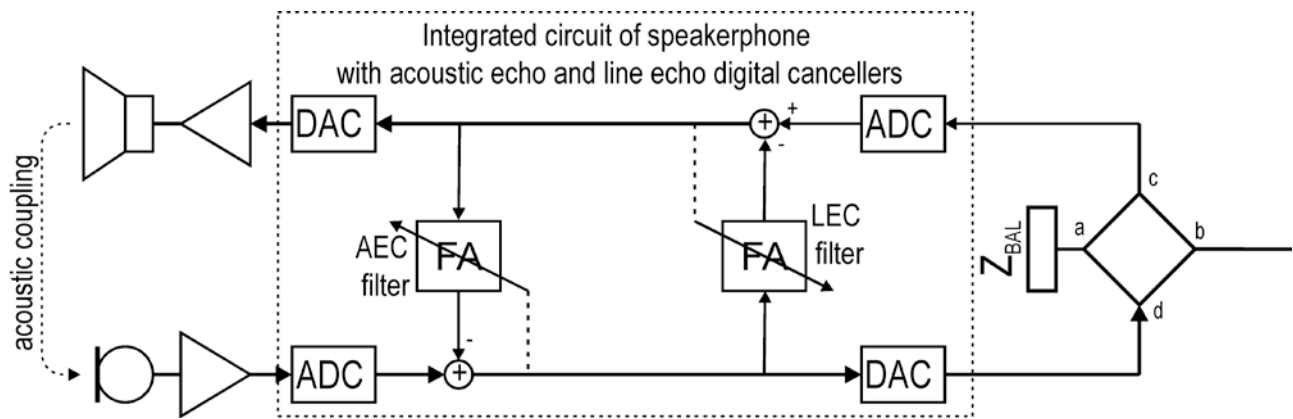 Integrated circuit of speakerphone
with acoustic echo and line echo digital cancellers
DAC
+
+
ADC
-
c
acoustic coupling
AEC
filter
FA
FA
LEC
filter
Z_BAL
a
b
-
d
ADC
+
DAC